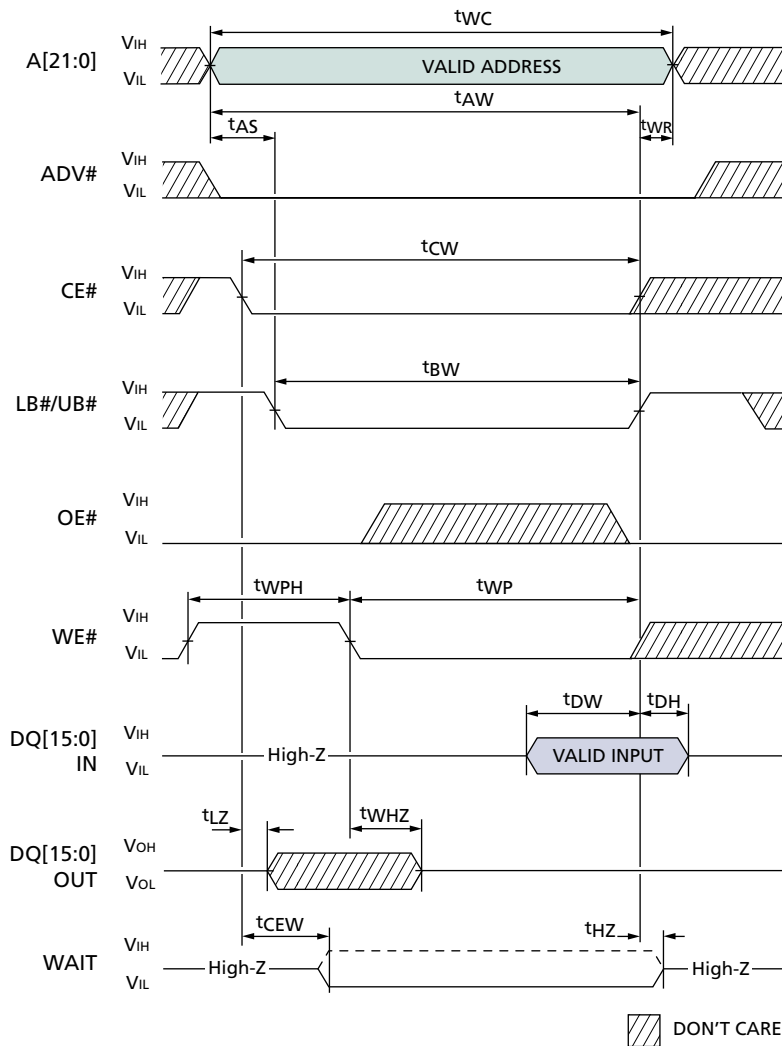 tWC
A[21:0]
VIH
VIL
VALID ADDRESS
tAW
tAS
tWR
ADV#
VIH
VIL
tCW
CE#
VIH
VIL
tBW
LB#/UB#
VIH
VIL
OE#
VIH
VIL
tWPH
tWP
WE#
VIH
VIL
tDW
tDH
DQ[15:0]
IN
VIH
VIL
High-Z
VALID INPUT
tLZ
tWHZ
DQ[15:0]
OUT
VOH
VOL
tCEW
tHZ
WAIT
VIH
VIL
High-Z
High-Z
DON'T CARE